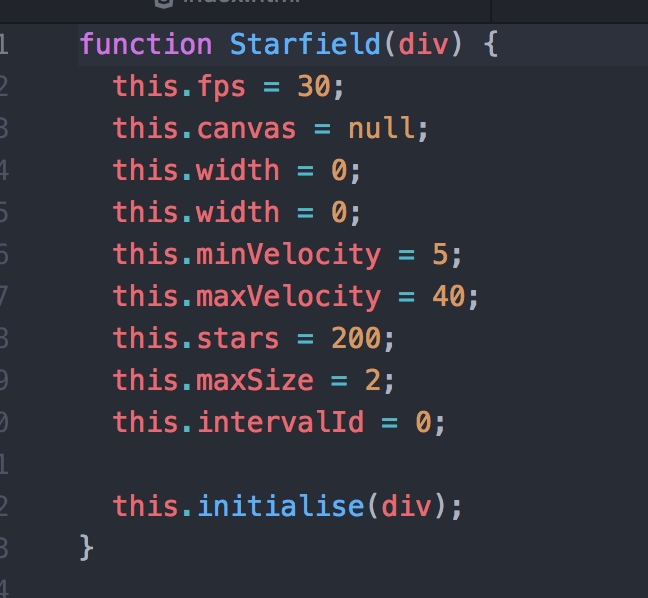 function Starfield(div) {
this.fps = 30;
this.canvas = null;
this.width = 0;
this.width = 0;
this.minVelocity = 5;
this.maxVelocity = 40;
this.stars = 200;
this.maxSize = 2;
this.intervalId = 0;
this.initialise(div);
}